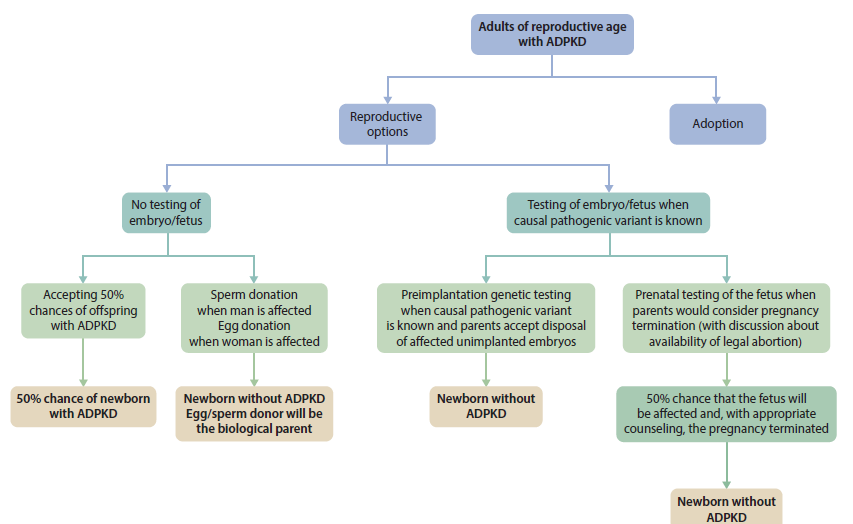 Adults of reproductive age
with ADPKD
Reproductive
options
Adoption
No testing of
embryo/fetus
Testing of embryo/fetus when
causal pathogenic variant is known
Accepting 50%
chances of offspring
with ADPKD
Sperm donation
when man is affected
Egg donation
when woman is affected
Preimplantation genetic testing
when causal pathogenic variant
is known and parents accept disposal
of affected unimplanted embryos
Prenatal testing of the fetus when
parents would consider pregnancy
termination (with discussion about
availability of legal abortion)
50% chance of newborn
with ADPKD
Newborn without ADPKD
Egg/sperm donor will be
the biological parent
Newborn without
ADPKD
50% chance that the fetus will
be affected and, with appropriate
counseling, the pregnancy terminated
Newborn without
ADPKD